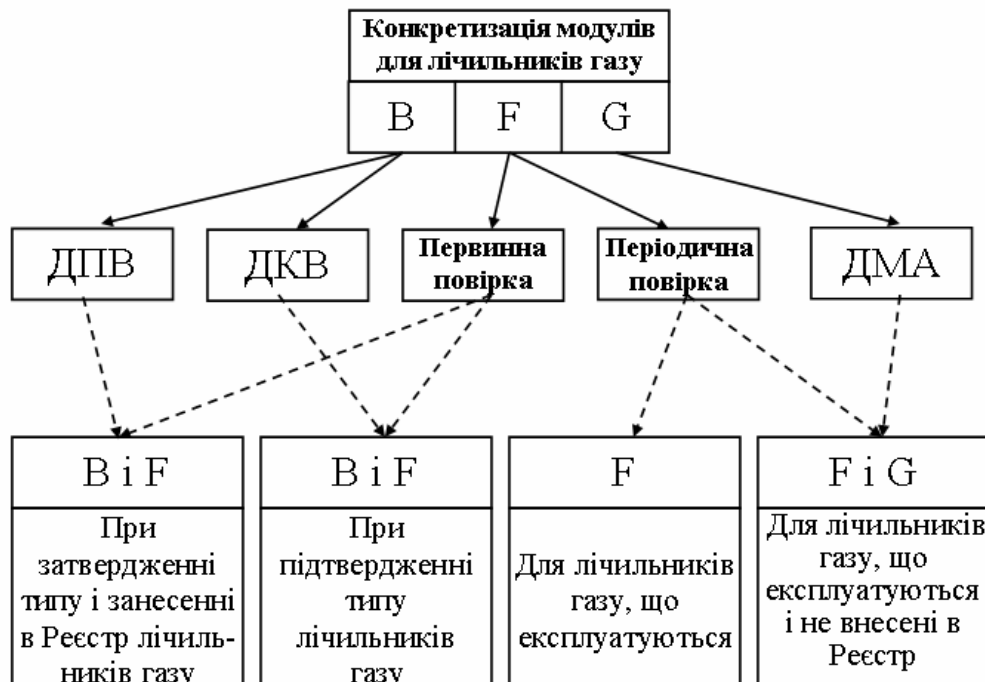 Конкретизація модулів
для лічильників газу
B
F
G
ДПВ
ДКВ
Первинна
повірка
Періодична
повірка
ДМА
В і F
При
затвердженні
типу і занесенні
в Реєстр лічиль-
ників газу
В і F
При
підтвердженні
типу
лічильників
газу
F
Для лічильників
газу, що
експлуатуються
F і G
Для лічильників
газу, що
експлуатуються
і не внесені в
Реєстр